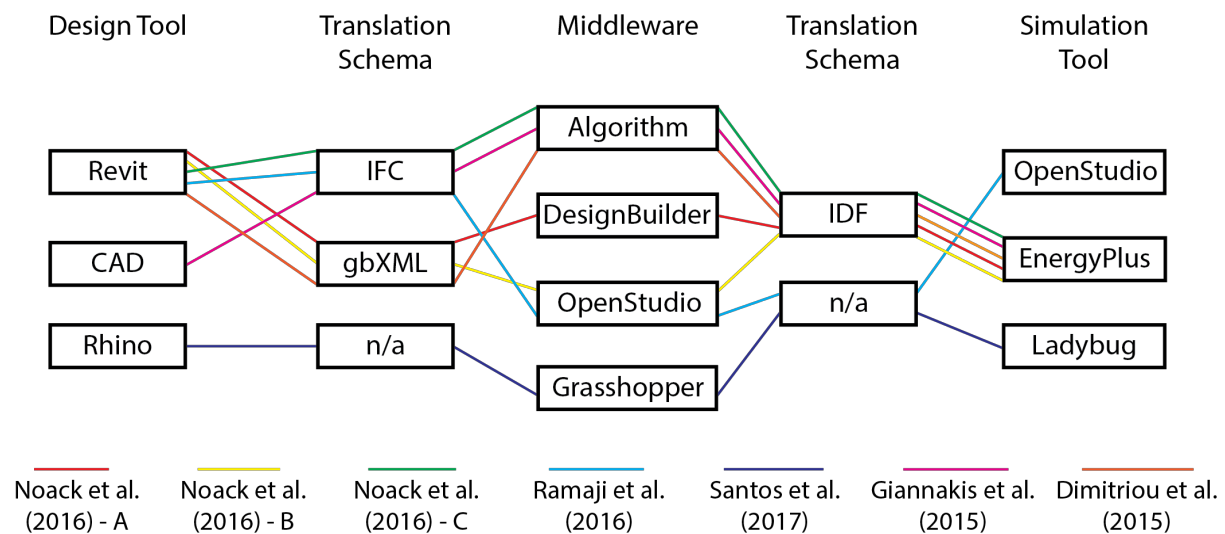 Design Tool
Translation
Schema
Middleware
Translation
Schema
Simulation
Tool
Revit
CAD
Rhino
IFC
gbXML
n/a
Algorithm
DesignBuilder
OpenStudio
Grasshopper
IDF
n/a
OpenStudio
EnergyPlus
Ladybug
Noack et al.
(2016) - A
Noack et al.
(2016) - B
Noack et al.
(2016) - C
Ramaji et al.
(2016)
Santos et al.
(2017)
Giannakis et al.
(2015)
Dimitriou et al.
(2015)